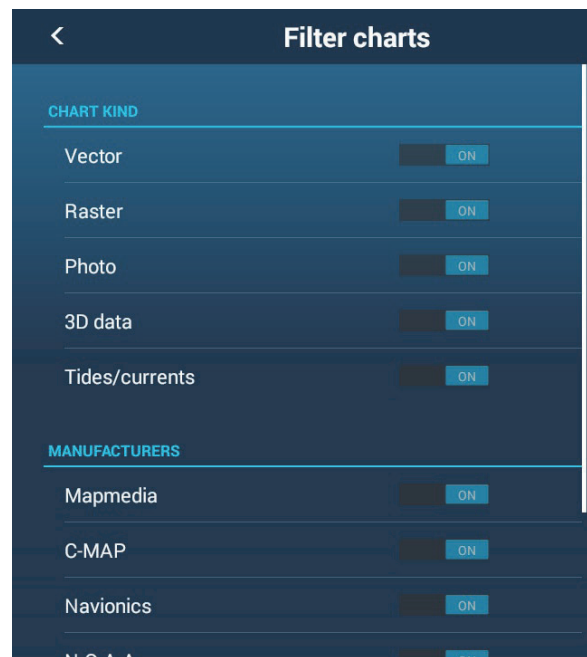 Filter charts
CHART KIND
Vector ON
Raster ON
Photo ON
3D data ON
Tides/currents ON
MANUFACTURERS
Mapmedia ON
C-MAP ON
Navionics ON